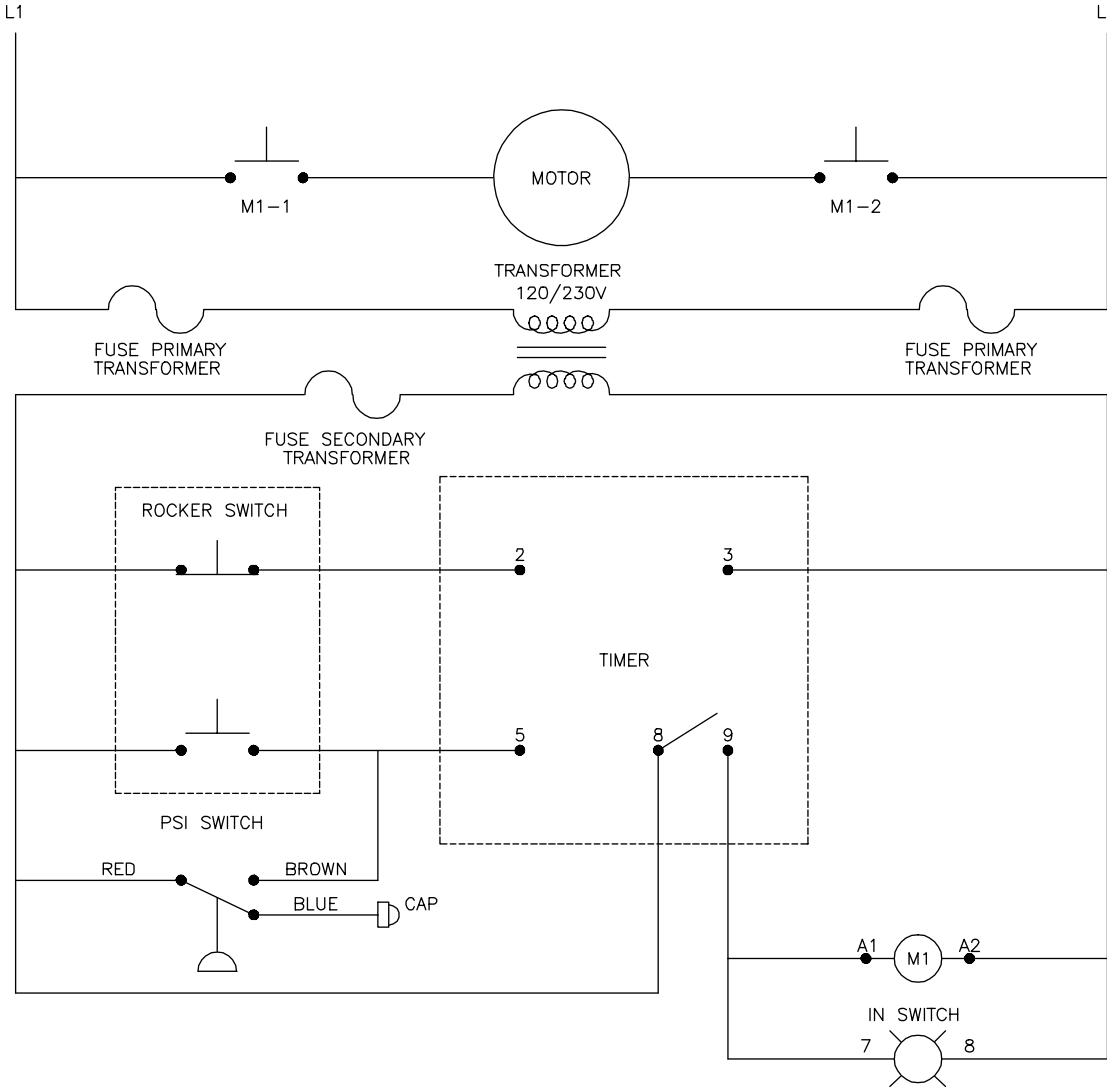 L1
L
MOTOR
M1-1
M1-2
TRANSFORMER
120/230V
FUSE PRIMARY
TRANSFORMER
FUSE PRIMARY
TRANSFORMER
FUSE SECONDARY
TRANSFORMER
ROCKER SWITCH
2
3
TIMER
5
8
9
PSI SWITCH
RED
BROWN
BLUE
CAP
A1
M1
A2
IN SWITCH
7
8